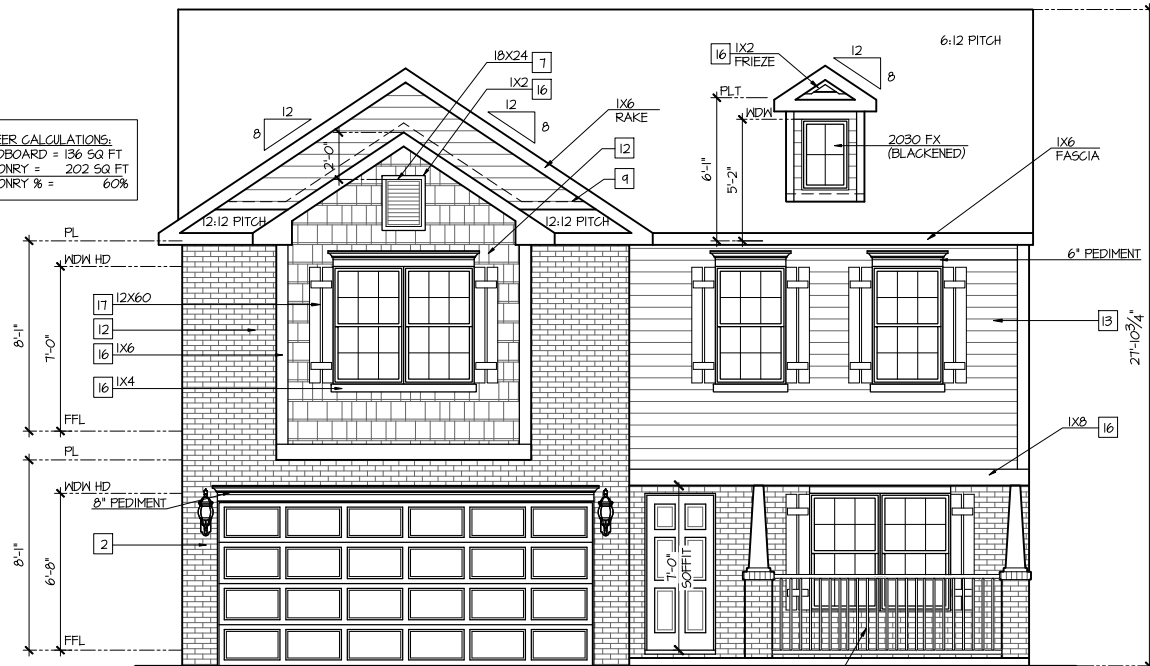 6:12 PITCH
12
8
16 1X2
FRIEZE
18X24 7
1X2 16
PLT
WDW
12
8
12
8
1X6
RAKE
CALCULATIONS:
= 136 SQ FT
= 202 SQ FT
% = 60%
2'-0"
12
9
6'-1"
5'-2"
2030 FX
(BLACKENED)
1X6
FASCIA
12:12 PITCH
12:12 PITCH
PL
WDW HD
6" PEDIMENT
17 12X60
12
16 1X6
16 1X4
8'-1"
7'-0"
13
27'-10 3/4"
FFL
PL
1X8 16
WDW HD
8" PEDIMENT
2
8'-1"
6'-8"
7'-0"
SOFFIT
FFL